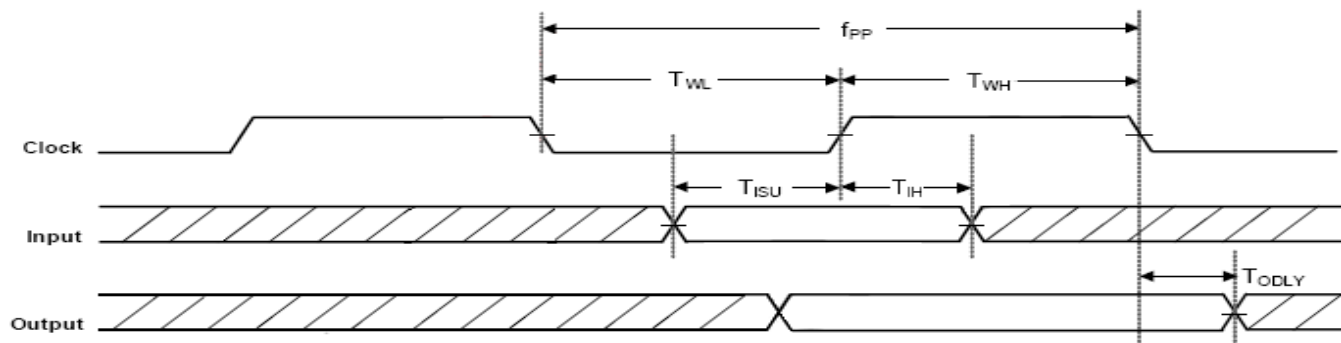 fPP
TWL TWH
Clock
TISU TIH
Input
TODLY
Output